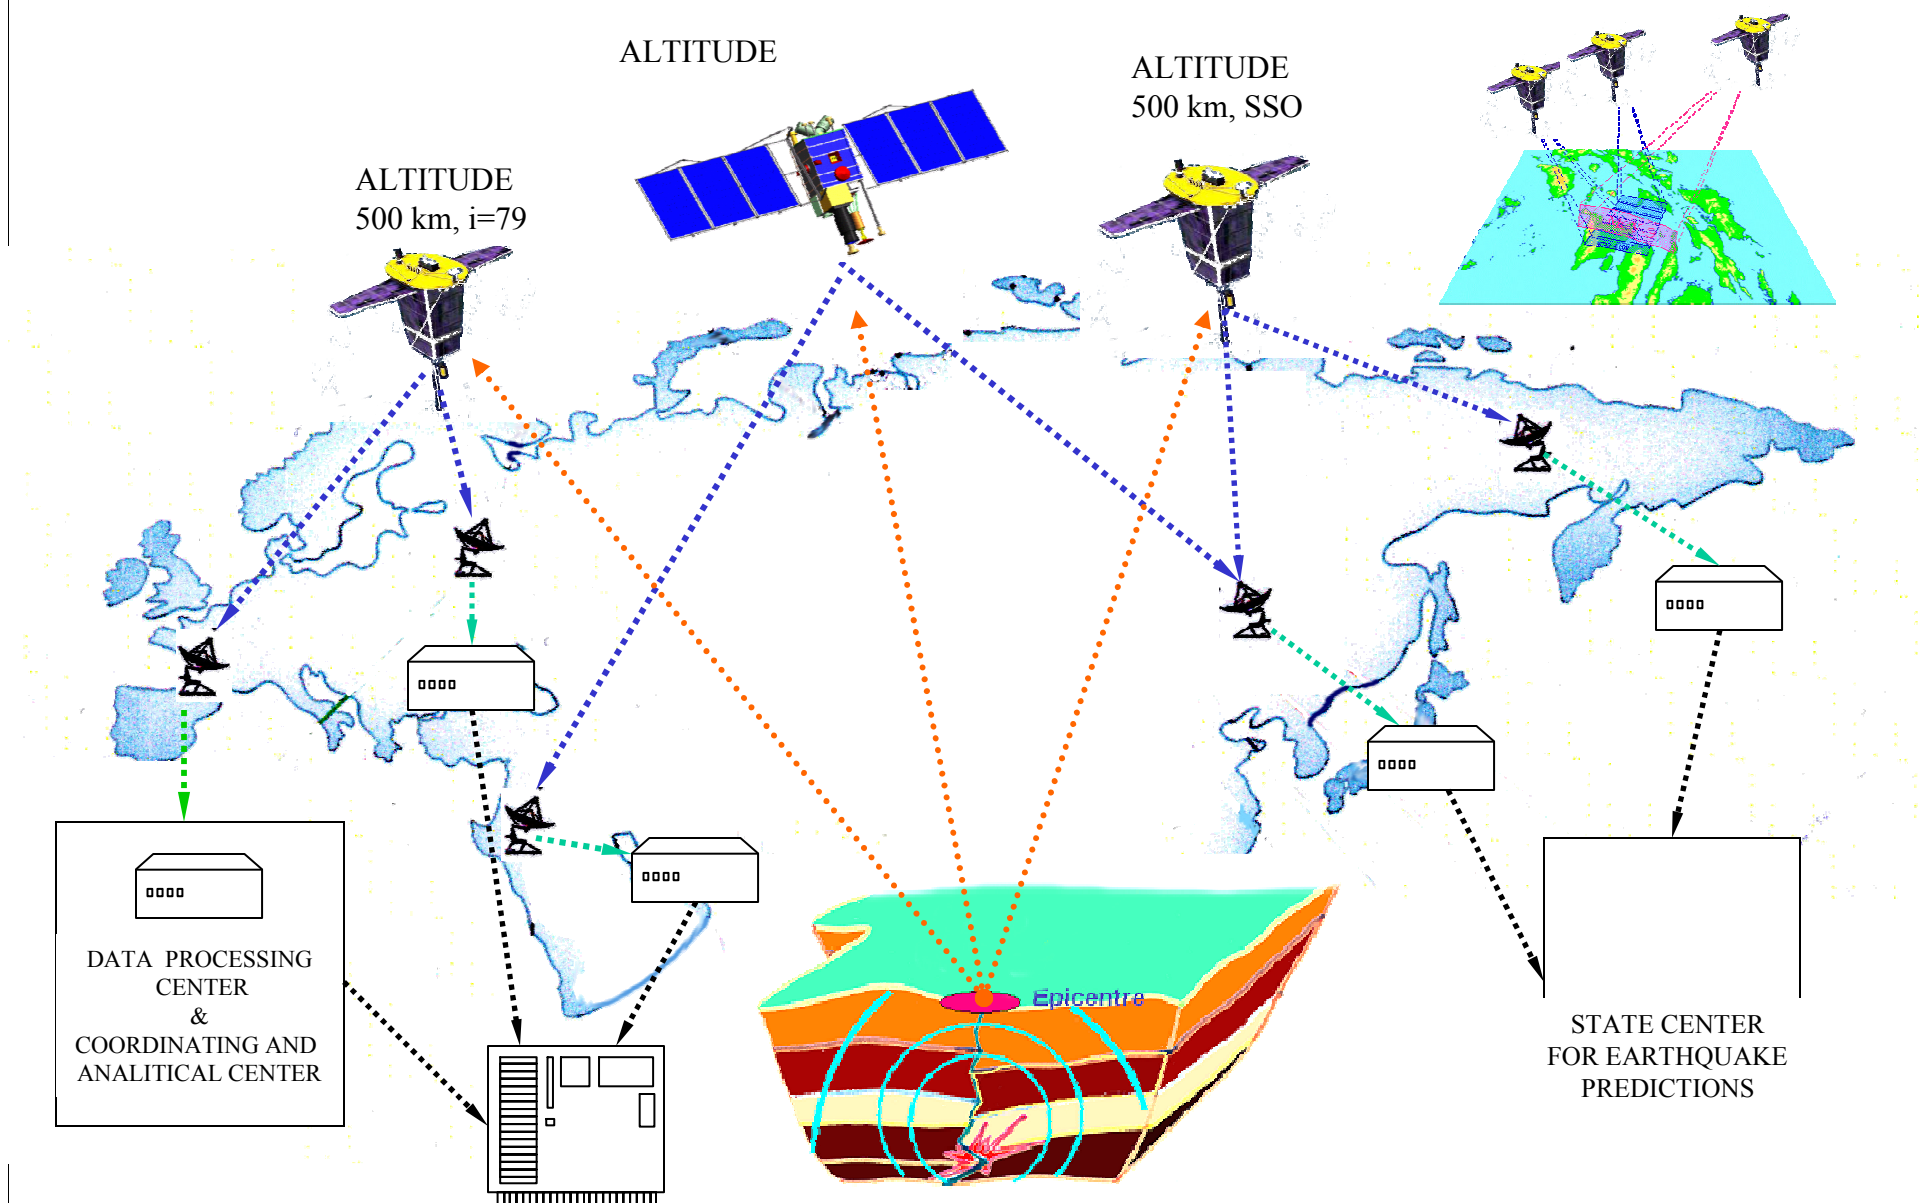 ALTITUDE
ALTITUDE
500 km, SSO
ALTITUDE
500 km, i=79
Epicentre
DATA PROCESSING
CENTER
&
COORDINATING AND
ANALITICAL CENTER
STATE CENTER
FOR EARTHQUAKE
PREDICTIONS